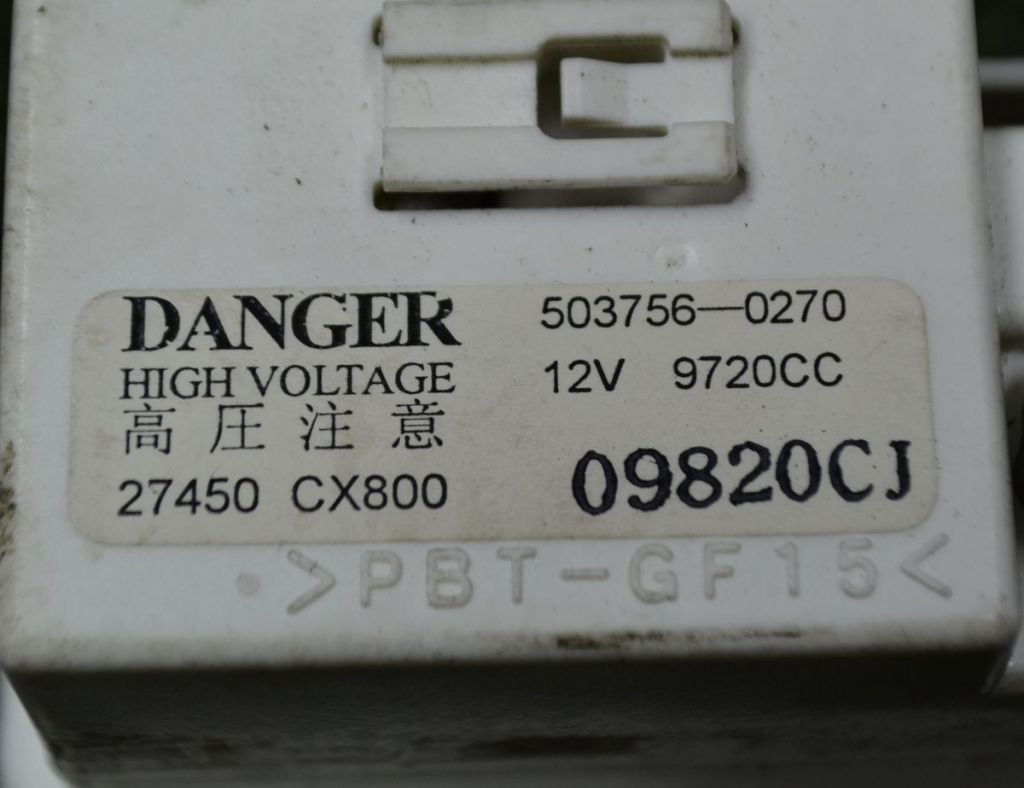 DANGER
HIGH VOLTAGE
高圧注意
27450 CX800
503756-0270
12V 9720CC
09820CJ
>PBT-GF15<